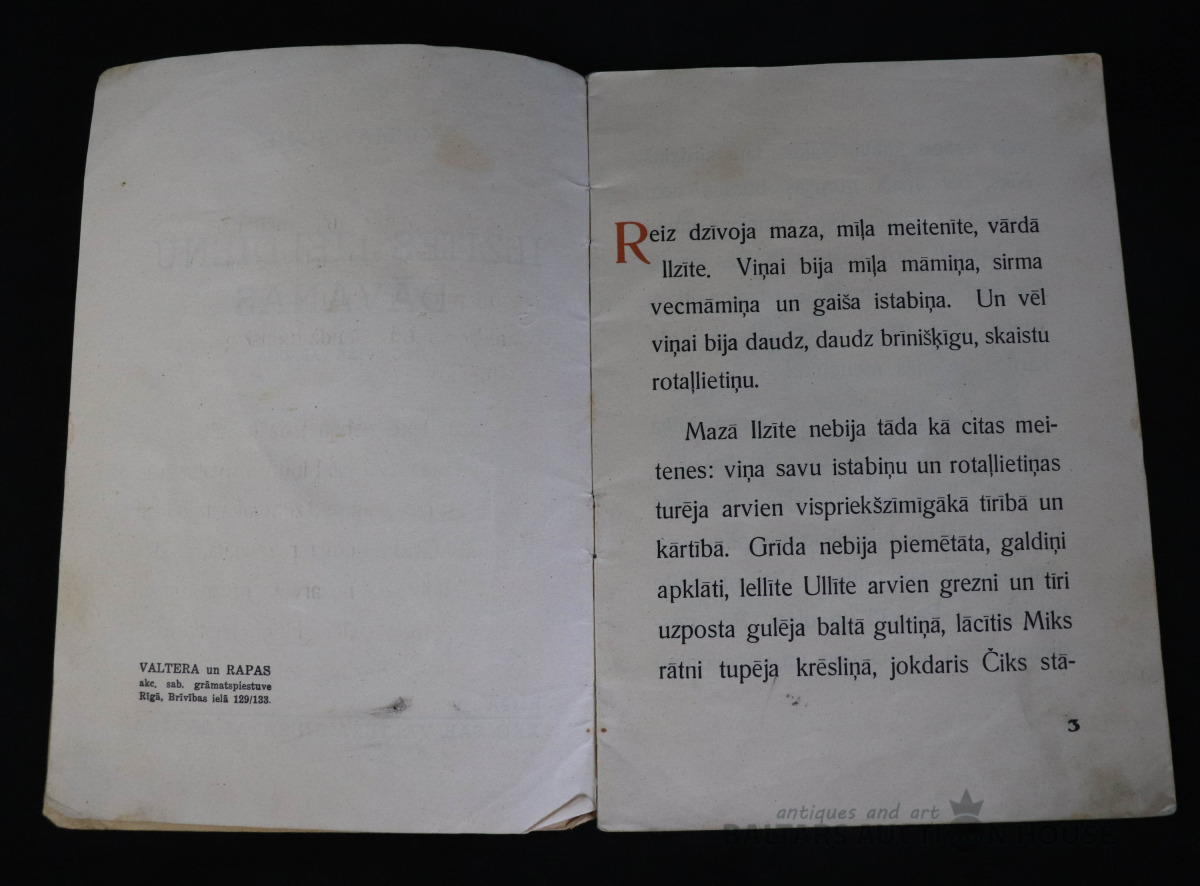 VALTERA un RAPAS
akc. sab. grāmatspiestuve
Rīgā, Brīvības ielā 129/133.
Reiz dzīvoja maza, mīļa meitenīte, vārdā
Ilzīte. Viņai bija mīļa māmiņa, sirma
vecmāmiņa un gaiša istabiņa. Un vēl
viņai bija daudz, daudz brīnišķīgu, skaistu
rotaļlietiņu.
Mazā Ilzīte nebija tāda kā citas mei-
tenes: viņa savu istabiņu un rotaļlietiņas
turēja arvien vispriekšzīmīgākā tīrībā un
kārtībā. Grīda nebija piemētāta, galdiņi
apklāti, lellīte Ullīte arvien grezni un tīri
uzposta gulēja baltā gultiņā, lācītis Miks
rātni tupēja krēsliņā, jokdaris Čiks stā-
3
antiques and art
BALTARS AUCTION HOUSE